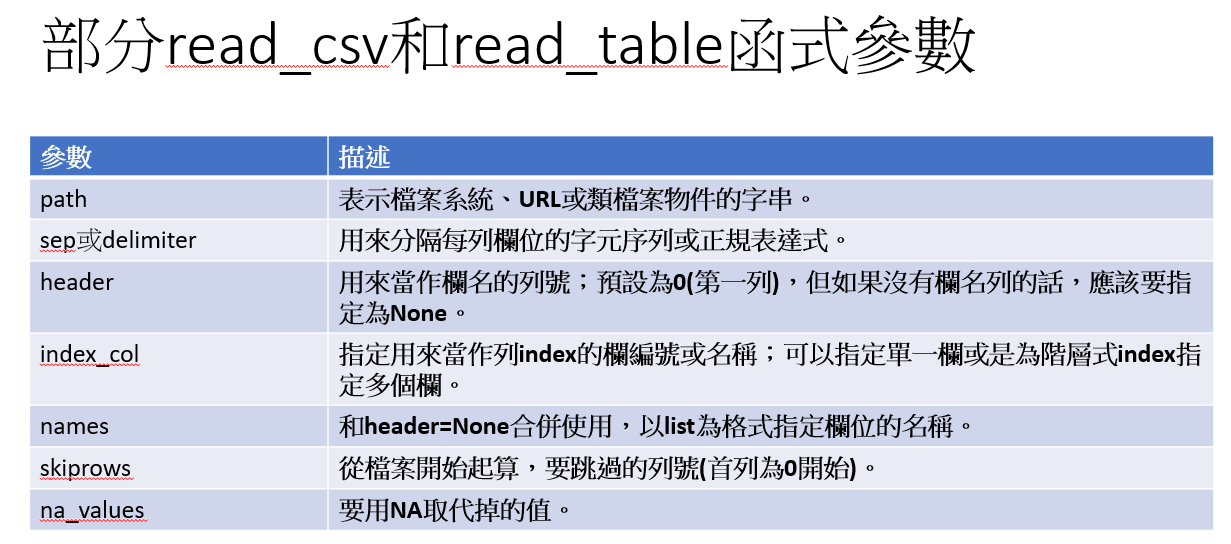 部分read_csv和read_table函式參數
參數
描述
path
表示檔案系統、URL或類檔案物件的字串。
sep或delimiter
用來分隔每列欄位的字元序列或正規表達式。
header
用來當作欄名的列號；預設為0(第一列)，但如果沒有欄名列的話，應該要指
定為None。
index_col
指定用來當作列index的欄編號或名稱；可以指定單一欄或是為階層式index指
定多個欄。
names
和header=None合併使用，以list為格式指定欄位的名稱。
skiprows
從檔案開始起算，要跳過的列號(首列為0開始)。
na_values
要用NA取代掉的值。